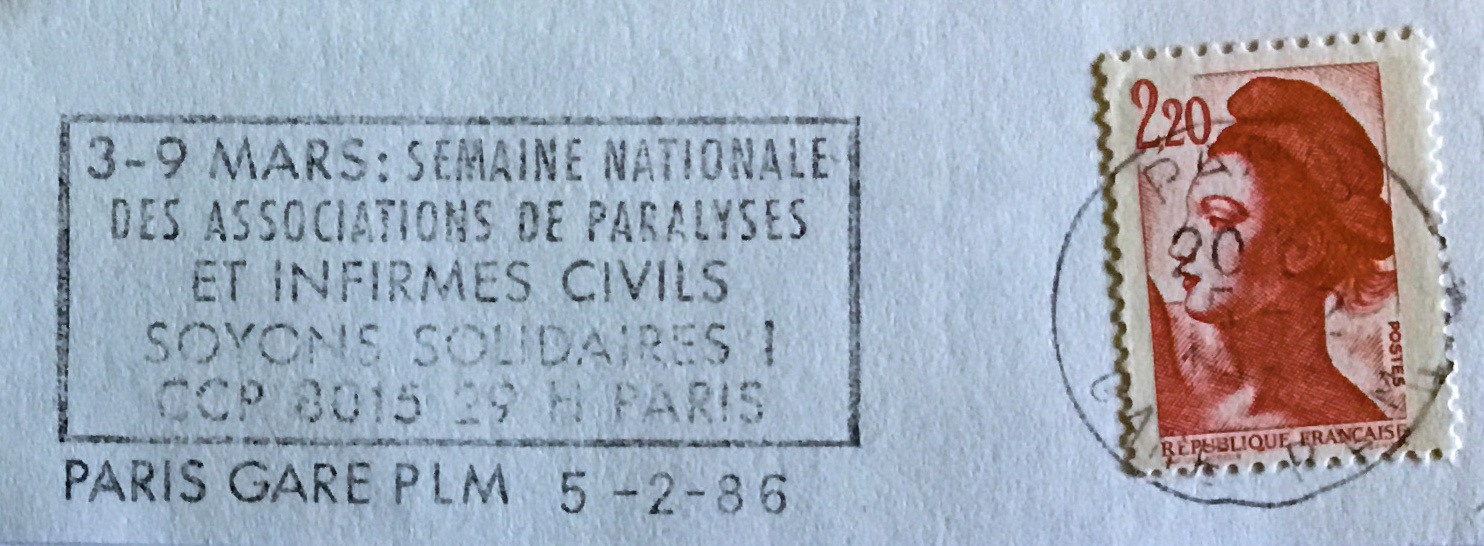 3-9 MARS: SEMAINE NATIONALE
DES ASSOCIATIONS DE PARALYSES
ET INFIRMES CIVILS
SOYONS SOLIDAIRES !
CCP 8015 29 H PARIS
PARIS GARE PLM 5-2-86
2,20
POSTES
RÉPUBLIQUE FRANÇAISE